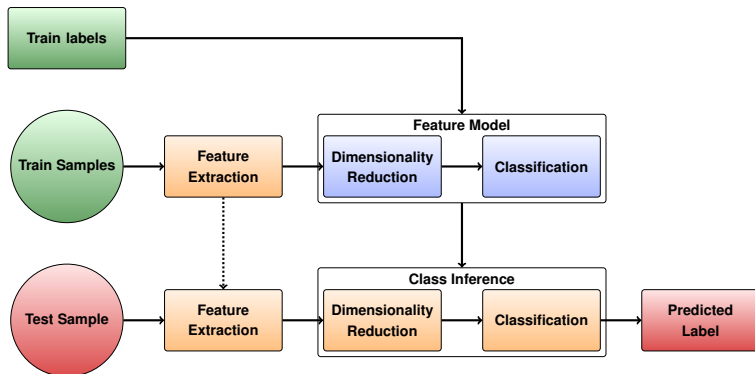 Train labels
Feature Model
Train Samples
Feature
Extraction
Dimensionality
Reduction
Classification
Class Inference
Test Sample
Feature
Extraction
Dimensionality
Reduction
Classification
Predicted
Label